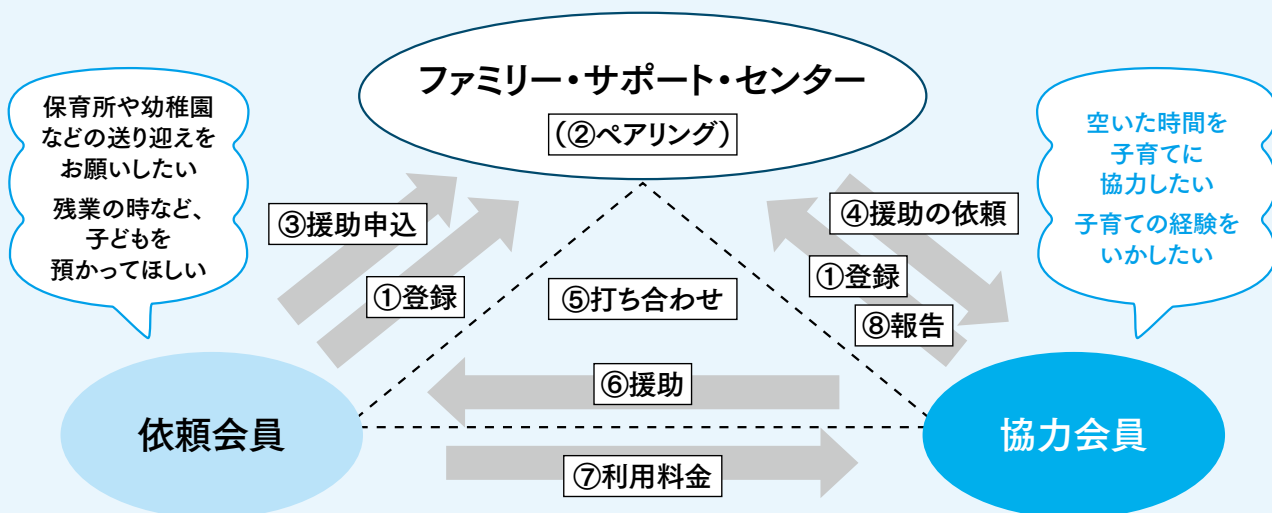 ファミリー・サポート・センター
(②ペアリング)
保育所や幼稚園
などの送り迎えを
お願いしたい
残業の時など、
子どもを
預かってほしい
空いた時間を
子育てに
協力したい
子育ての経験を
いかしたい
③援助申込
①登録
④援助の依頼
①登録
⑧報告
⑤打ち合わせ
⑥援助
依頼会員
協力会員
⑦利用料金